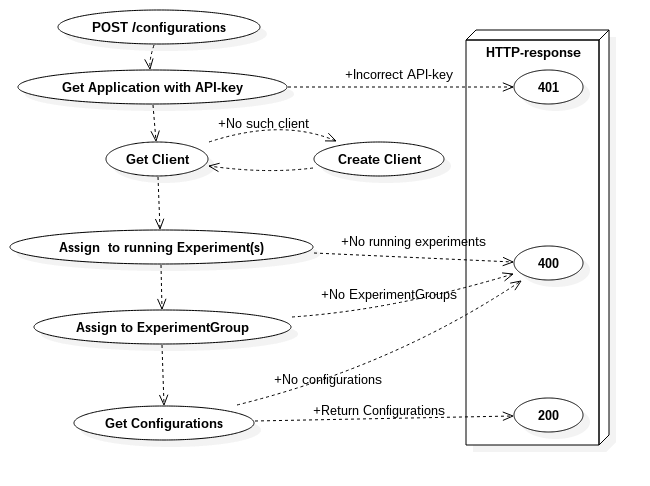 POST /configurations
HTTP-response
Get Application with API-key
+Incorrect API-key
401
+No such client
Get Client
Create Client
Assign  to running Experiment(s)
+No running experiments
400
+No ExperimentGroups
Assign to ExperimentGroup
+No configurations
+Return Configurations
200
Get Configurations